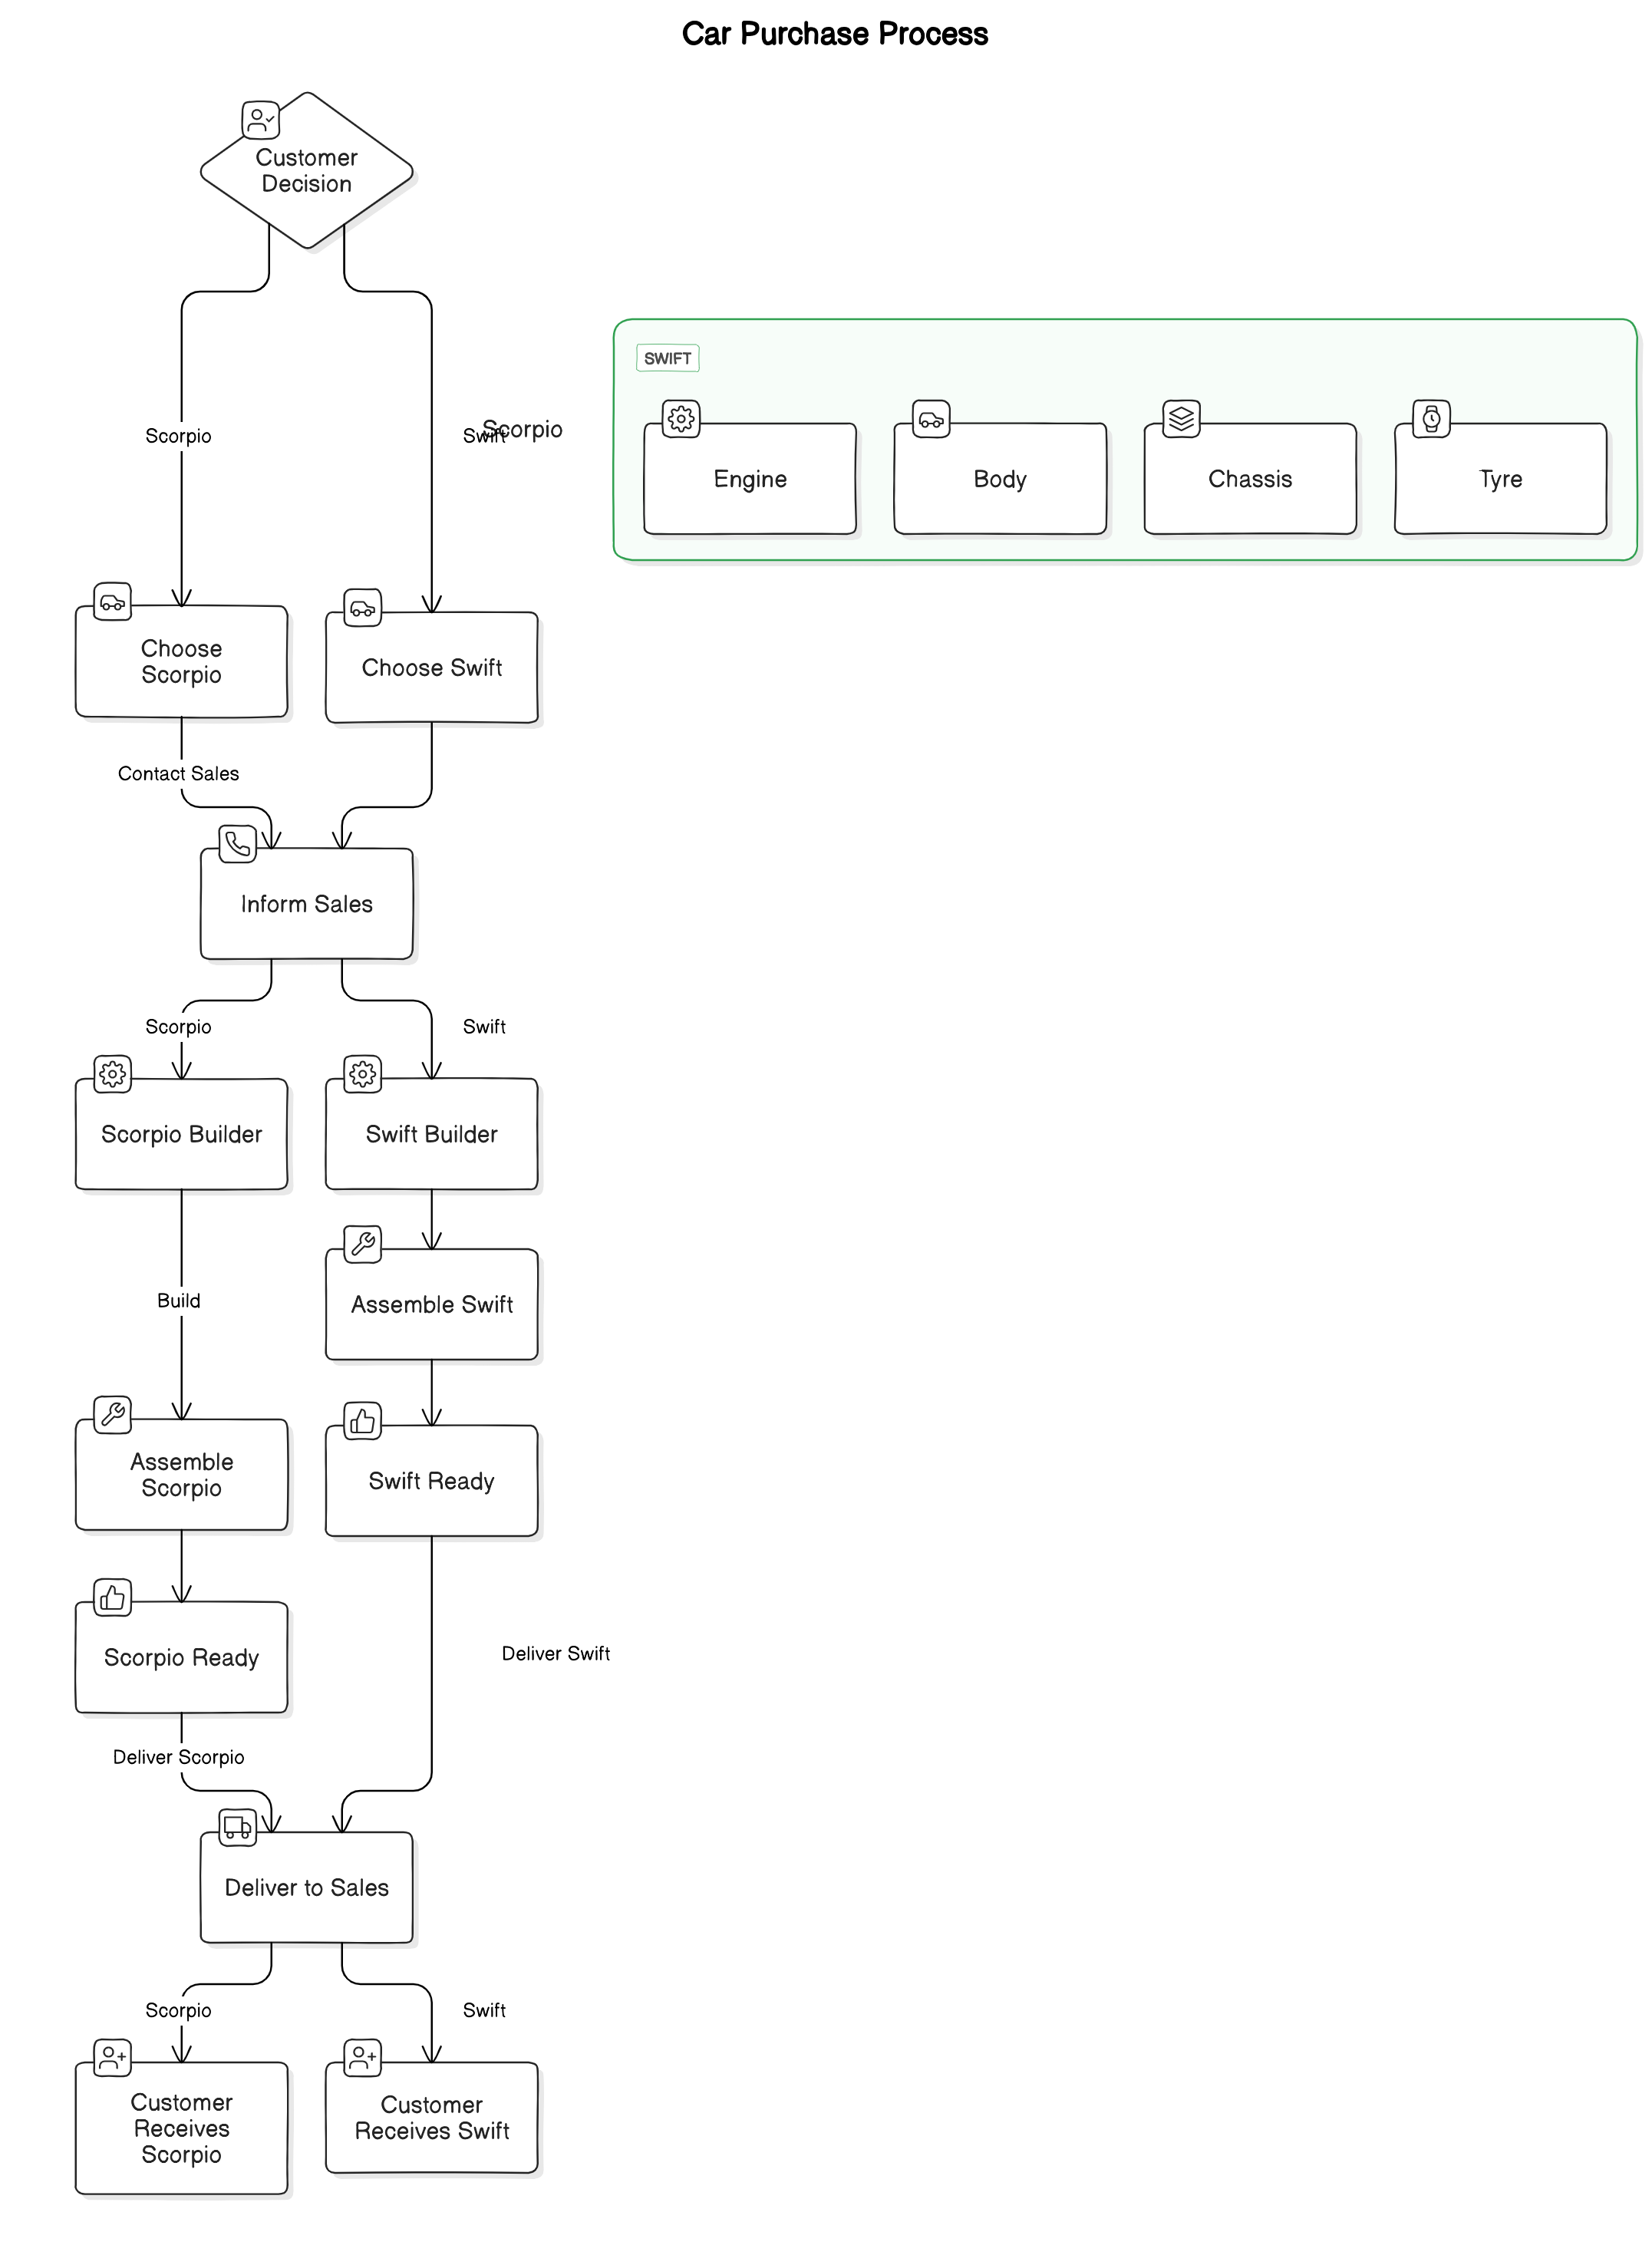 Car Purchase Process
Customer
Decision
Scorpio
Swift
Scorpio
SWIFT
Engine
Body
Chassis
Tyre
Choose
Scorpio
Choose Swift
Contact Sales
Inform Sales
Scorpio
Swift
Scorpio Builder
Swift Builder
Assemble Swift
Build
Assemble
Scorpio
Swift Ready
Scorpio Ready
Deliver Swift
Deliver Scorpio
Deliver to Sales
Scorpio
Swift
Customer
Receives
Scorpio
Customer
Receives Swift